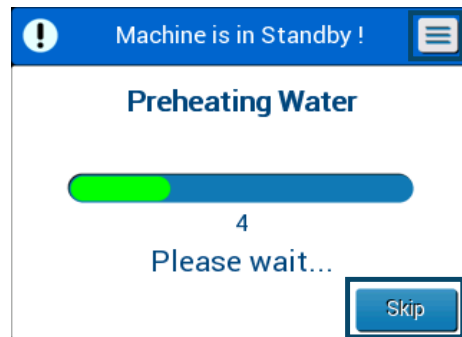 Machine is in Standby !
Preheating Water
4
Please wait...
Skip